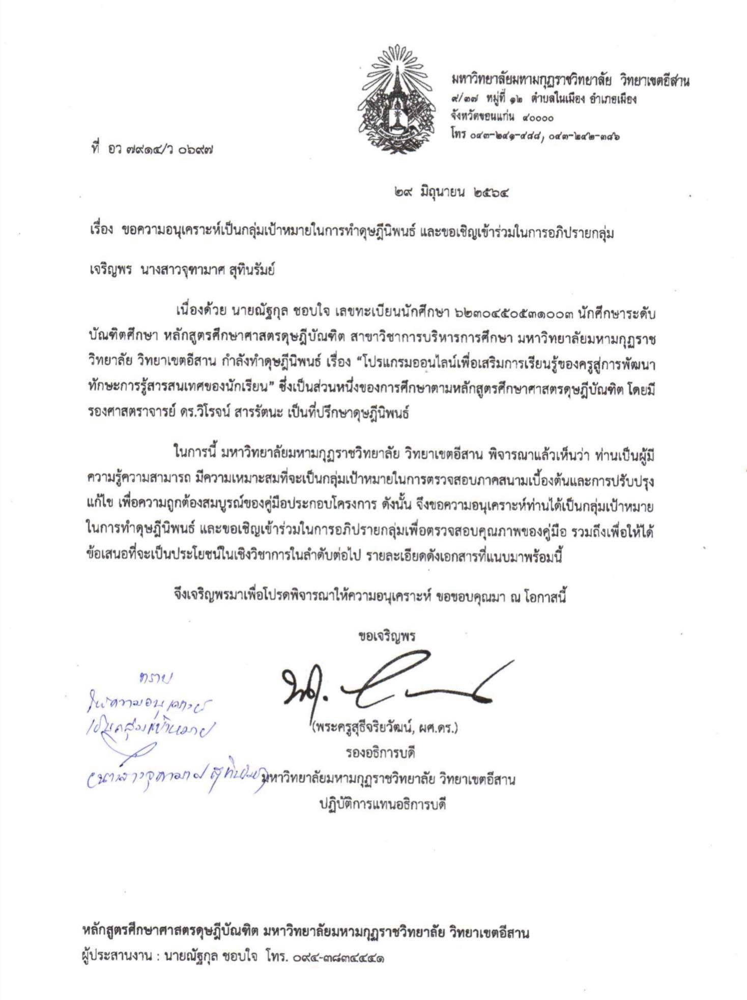 มหาวิทยาลัยมหามกุฏราชวิทยาลัย วิทยาเขตอีสาน
๙/๓๗ หมู่ที่ ๑๒ ตำบลในเมือง อำเภอเมือง
จังหวัดขอนแก่น ๔๐๐๐๐
โทร ๐๔๓-๒๔๑-๔๘๘, ๐๔๓-๒๔๒-๓๘๖
ที่ อว ๗๙๑๔/ว ๐๖๙๗
๒๙ มิถุนายน ๒๕๖๔
เรื่อง ขอความอนุเคราะห์เป็นกลุ่มเป้าหมายในการทำดุษฎีนิพนธ์ และขอเชิญเข้าร่วมในการอภิปรายกลุ่ม
เจริญพร นางสาวจุฑามาศ สุทินรัมย์
เนื่องด้วย นายณัฐกุล ชอบใจ เลขทะเบียนนักศึกษา ๖๒๓๐๔๕๐๕๓๑๐๐๓ นักศึกษาระดับ
บัณฑิตศึกษา หลักสูตรศึกษาศาสตรดุษฎีบัณฑิต สาขาวิชาการบริหารการศึกษา มหาวิทยาลัยมหามกุฏราช
วิทยาลัย วิทยาเขตอีสาน กำลังทำดุษฎีนิพนธ์ เรื่อง “โปรแกรมออนไลน์เพื่อเสริมการเรียนรู้ของครูสู่การพัฒนา
ทักษะการรู้สารสนเทศของนักเรียน” ซึ่งเป็นส่วนหนึ่งของการศึกษาตามหลักสูตรศึกษาศาสตรดุษฎีบัณฑิต โดยมี
รองศาสตราจารย์ ดร.วิโรจน์ สารรัตนะ เป็นที่ปรึกษาดุษฎีนิพนธ์
ในการนี้ มหาวิทยาลัยมหามกุฏราชวิทยาลัย วิทยาเขตอีสาน พิจารณาแล้วเห็นว่า ท่านเป็นผู้มี
ความรู้ความสามารถ มีความเหมาะสมที่จะเป็นกลุ่มเป้าหมายในการตรวจสอบภาคสนามเบื้องต้นและการปรับปรุง
แก้ไข เพื่อความถูกต้องสมบูรณ์ของคู่มือประกอบโครงการ ดังนั้น จึงขอความอนุเคราะห์ท่านได้เป็นกลุ่มเป้าหมาย
ในการทำดุษฎีนิพนธ์ และขอเชิญเข้าร่วมในการอภิปรายกลุ่มเพื่อตรวจสอบคุณภาพของคู่มือ รวมถึงเพื่อให้ได้
ข้อเสนอที่จะเป็นประโยชน์ในเชิงวิชาการในลำดับต่อไป รายละเอียดดังเอกสารที่แนบมาพร้อมนี้
จึงเจริญพรมาเพื่อโปรดพิจารณาให้ความอนุเคราะห์ ขอขอบคุณมา ณ โอกาสนี้
ขอเจริญพร
ทราบ
ให้ความอนุเคราะห์
เป็นกลุ่มเป้าหมาย
(นางสาวจุฑามาศ สุทินรัมย์)
(พระครูสุธีจริยวัฒน์, ผศ.ดร.)
รองอธิการบดี
มหาวิทยาลัยมหามกุฏราชวิทยาลัย วิทยาเขตอีสาน
ปฏิบัติการแทนอธิการบดี
หลักสูตรศึกษาศาสตรดุษฎีบัณฑิต มหาวิทยาลัยมหามกุฏราชวิทยาลัย วิทยาเขตอีสาน
ผู้ประสานงาน : นายณัฐกุล ชอบใจ โทร. ๐๙๔-๓๘๓๔๔๔๑